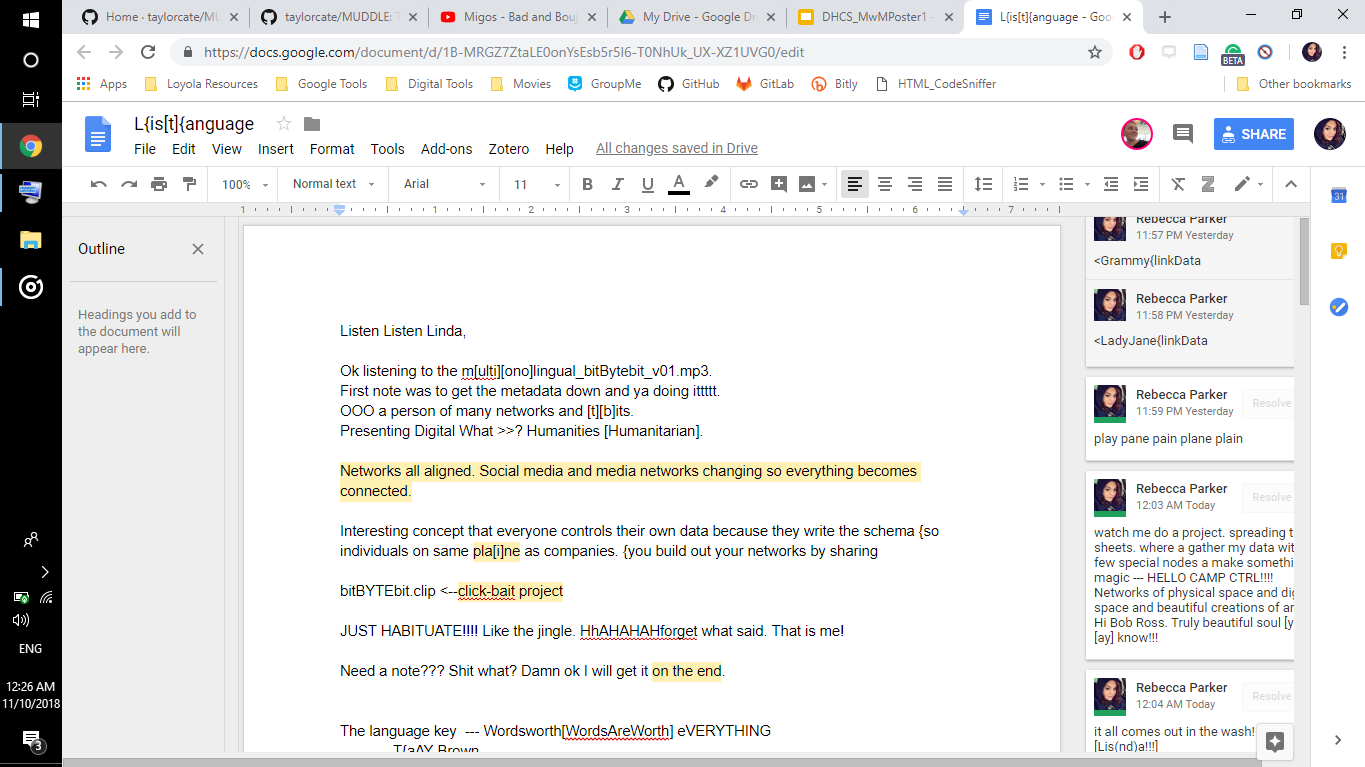 Home · taylorcate/MU
taylorcate/MUDDLE: T
Migos - Bad and Bouj
My Drive - Google Dr
DHCS_MwMPoster1 -
L{is[t]{anguage - Goo
https://docs.google.com/document/d/1B-MRGZ7ZtaLE0onYsEsb5r5I6-T0NhUk_UX-XZ1UVG0/edit
BETA
Apps
Loyola Resources
Google Tools
Digital Tools
Movies
GroupMe
GitHub
GitLab
Bitly
HTML_CodeSniffer
Other bookmarks
L{is[t]{anguage
File Edit View Insert Format Tools Add-ons Zotero Help All changes saved in Drive
SHARE
100% Normal text Arial 11 B I U A
31
1 1 2 3 4 5 6 7
Outline
Headings you add to
the document will
appear here.
Listen Listen Linda,
Ok listening to the m[ulti][ono]lingual_bitBytebit_v01.mp3.
First note was to get the metadata down and ya doing itttttt.
OOO a person of many networks and [t][b]its.
Presenting Digital What >>? Humanities [Humanitarian].
Networks all aligned. Social media and media networks changing so everything becomes
connected.
Interesting concept that everyone controls their own data because they write the schema {so
individuals on same pla[i]ne as companies. {you build out your networks by sharing
bitBYTEbit.clip <--click-bait project
JUST HABITUATE!!!! Like the jingle. HhAHAHAHforget what said. That is me!
Need a note??? Shit what? Damn ok I will get it on the end.
The language key --- Wordsworth[WordsAreWorth] eVERYTHING
T{aAY Brown
Rebecca Parker
11:57 PM Yesterday
<Grammy{linkData
Rebecca Parker
11:58 PM Yesterday
<LadyJane{linkData
Rebecca Parker
11:59 PM Yesterday
Resolve
play pane pain plane plain
Rebecca Parker
12:03 AM Today
Resolve
watch me do a project. spreading t
sheets. where a gather my data wit
few special nodes a make somethi
magic --- HELLO CAMP CTRL!!!!
Networks of physical space and dig
space and beautiful creations of ar
Hi Bob Ross. Truly beautiful soul [y
[ay] know!!!
Rebecca Parker
12:04 AM Today
Resolve
it all comes out in the wash!
[Lis(nd)a!!!]
ENG
12:26 AM
11/10/2018
3